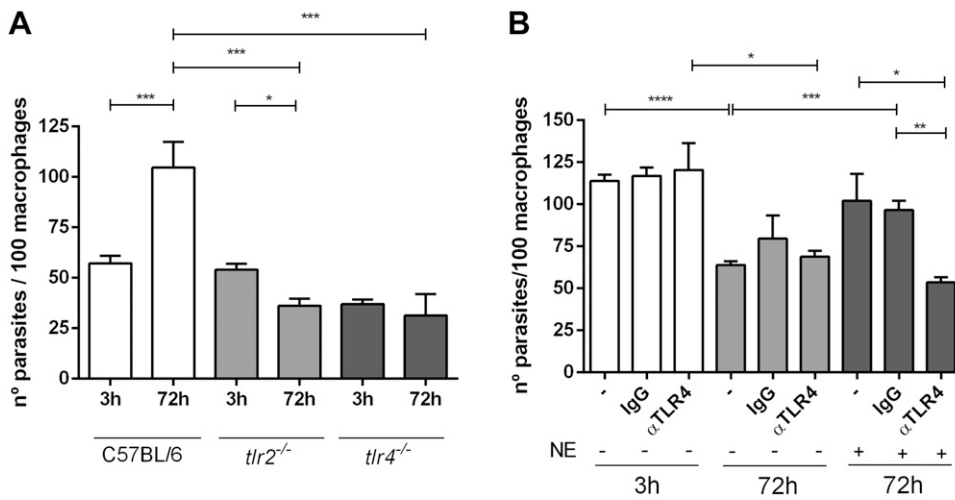 A
***
***
*** *
nº parasites / 100 macrophages
125
100
75
50
25
0
3h 72h 3h 72h 3h 72h
C57BL/6 tlr2-/- tlr4-/-
B
* *
**** ***
**
nº parasites/100 macrophages
150
125
100
75
50
25
0
- IgG αTLR4 - IgG αTLR4 - IgG αTLR4
NE - - - - - - + + +
3h 72h 72h